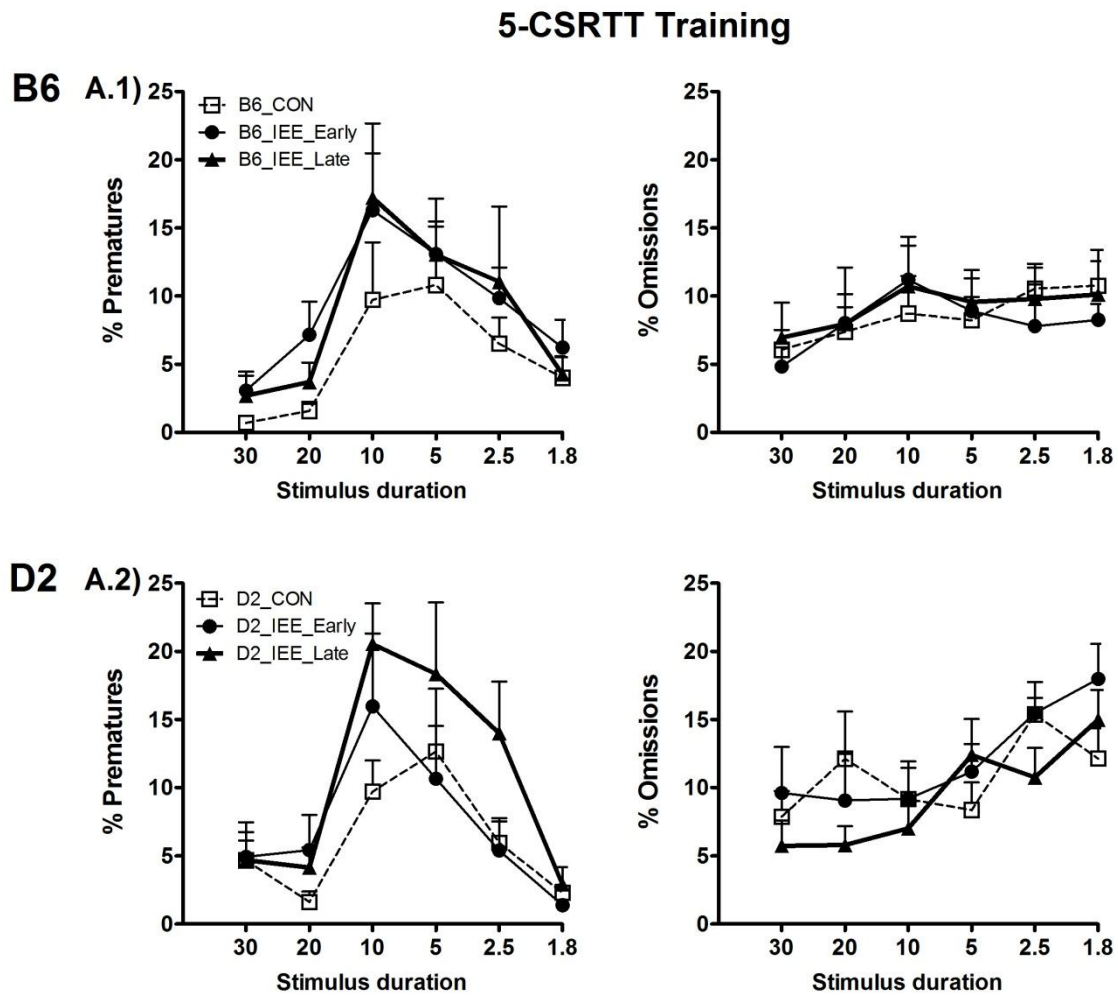 5-CSRTT Training
B6 A.1)
B6_CON
B6_IEE_Early
B6_IEE_Late
% Prematures
25
20
15
10
5
0
30 20 10 5 2.5 1.8
Stimulus duration
% Omissions
25
20
15
10
5
0
30 20 10 5 2.5 1.8
Stimulus duration
D2 A.2)
D2_CON
D2_IEE_Early
D2_IEE_Late
% Prematures
25
20
15
10
5
0
30 20 10 5 2.5 1.8
Stimulus duration
% Omissions
25
20
15
10
5
0
30 20 10 5 2.5 1.8
Stimulus duration